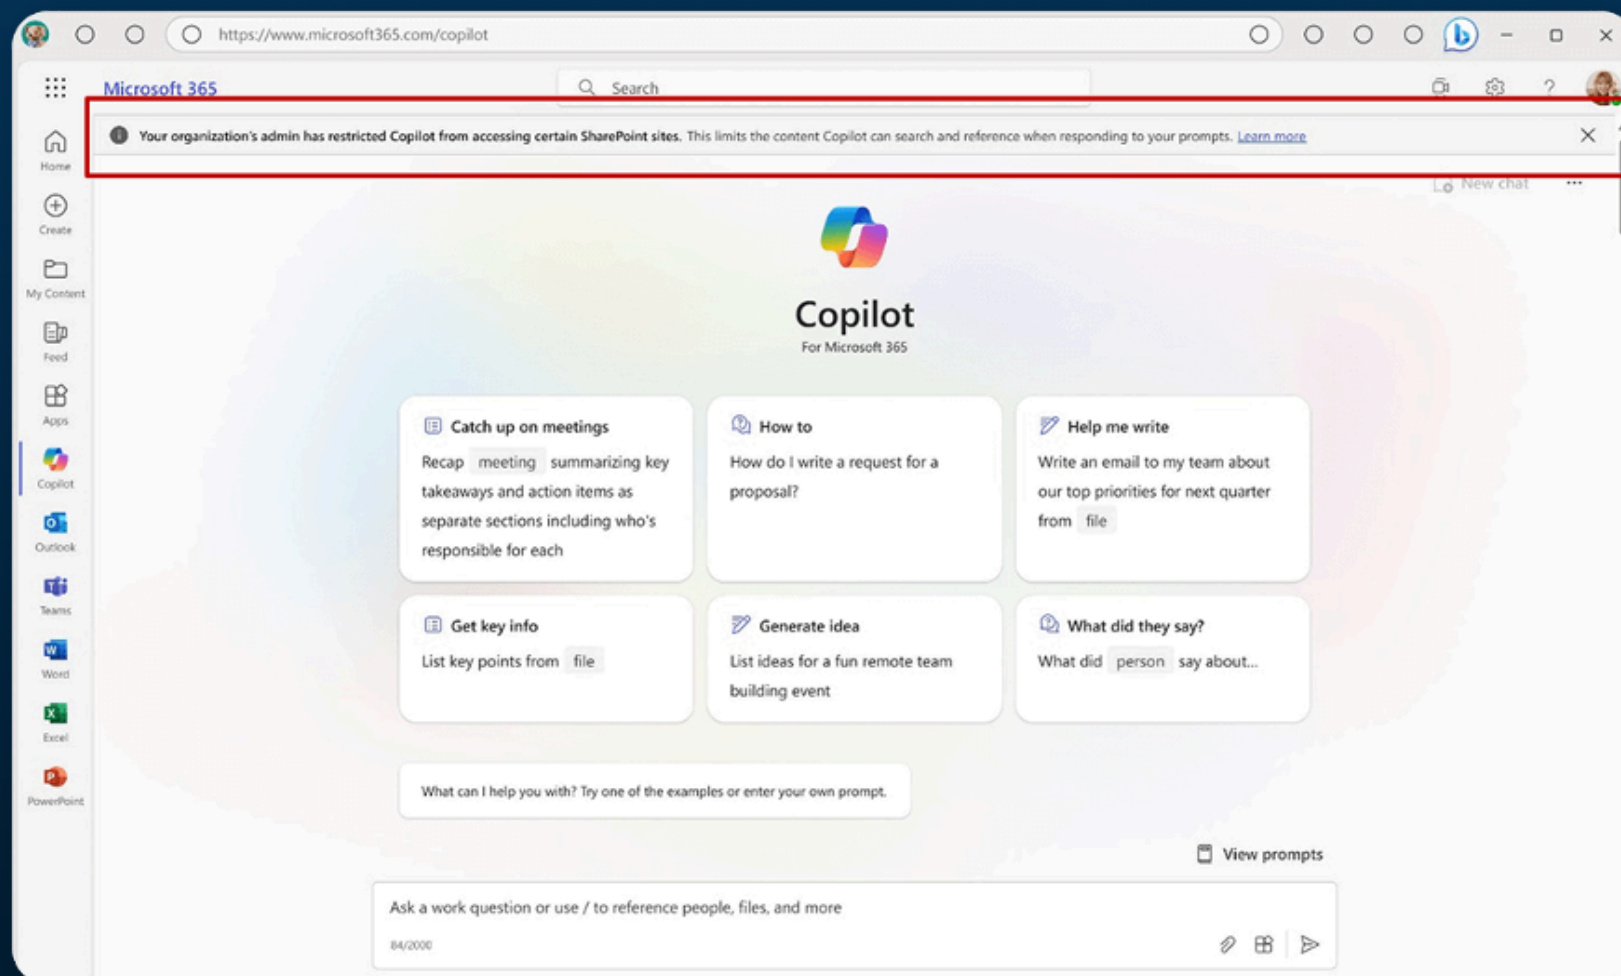 https://www.microsoft365.com/copilot
Microsoft 365
Search
?
Your organization's admin has restricted Copilot from accessing certain SharePoint sites. This limits the content Copilot can search and reference when responding to your prompts. Learn more
Home
Create
My Content
Feed
Apps
Copilot
Outlook
Teams
Word
Excel
PowerPoint
New chat
Copilot
For Microsoft 365
Catch up on meetings
Recap meeting summarizing key
takeaways and action items as
separate sections including who's
responsible for each
How to
How do I write a request for a
proposal?
Help me write
Write an email to my team about
our top priorities for next quarter
from file
Get key info
List key points from file
Generate idea
List ideas for a fun remote team
building event
What did they say?
What did person say about...
What can I help you with? Try one of the examples or enter your own prompt.
View prompts
Ask a work question or use / to reference people, files, and more
84/2000